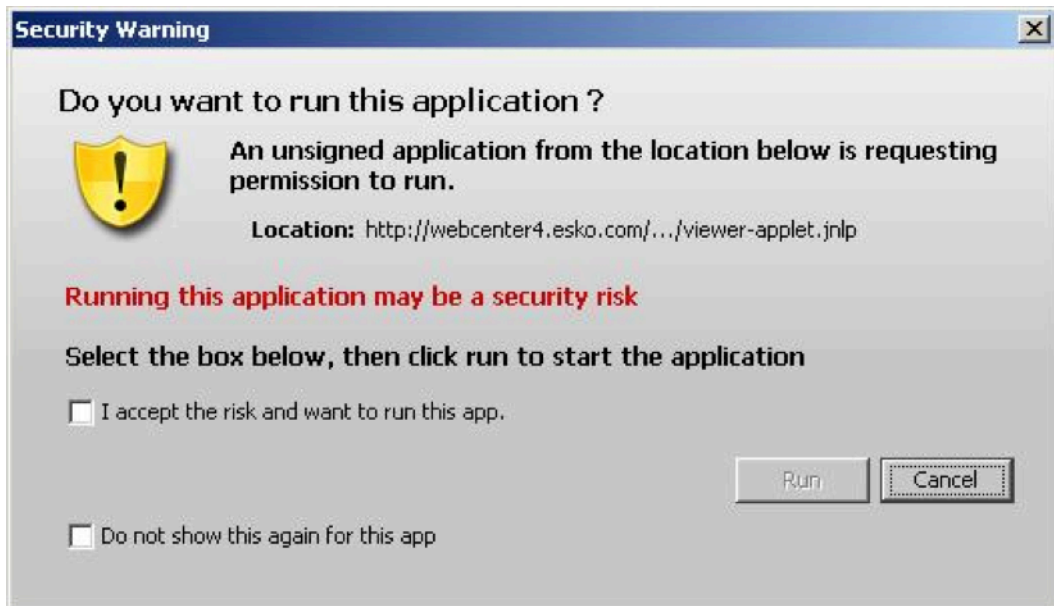 Security Warning
Do you want to run this application ?
An unsigned application from the location below is requesting
permission to run.
Location: http://webcenter4.esko.com/.../viewer-applet.jnlp
Running this application may be a security risk
Select the box below, then click run to start the application
I accept the risk and want to run this app.
Run Cancel
Do not show this again for this app